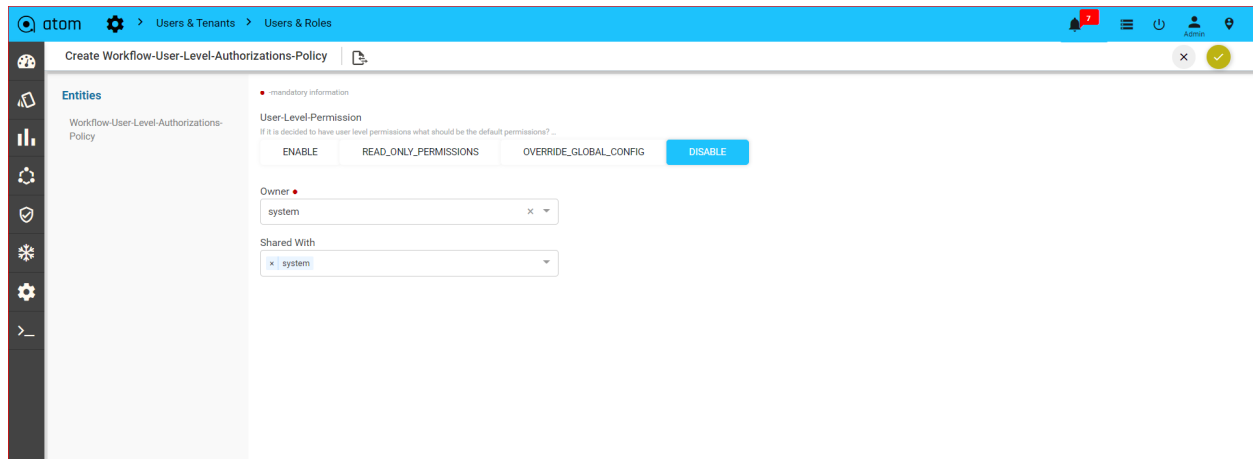 atom > Users & Tenants > Users & Roles 7
Admin
Create Workflow-User-Level-Authorizations-Policy
Entities
Workflow-User-Level-Authorizations-
Policy
-mandatory information
User-Level-Permission
If it is decided to have user level permissions what should be the default permissions? ...
ENABLE READ_ONLY_PERMISSIONS OVERRIDE_GLOBAL_CONFIG DISABLE
Owner
system
Shared With
× system